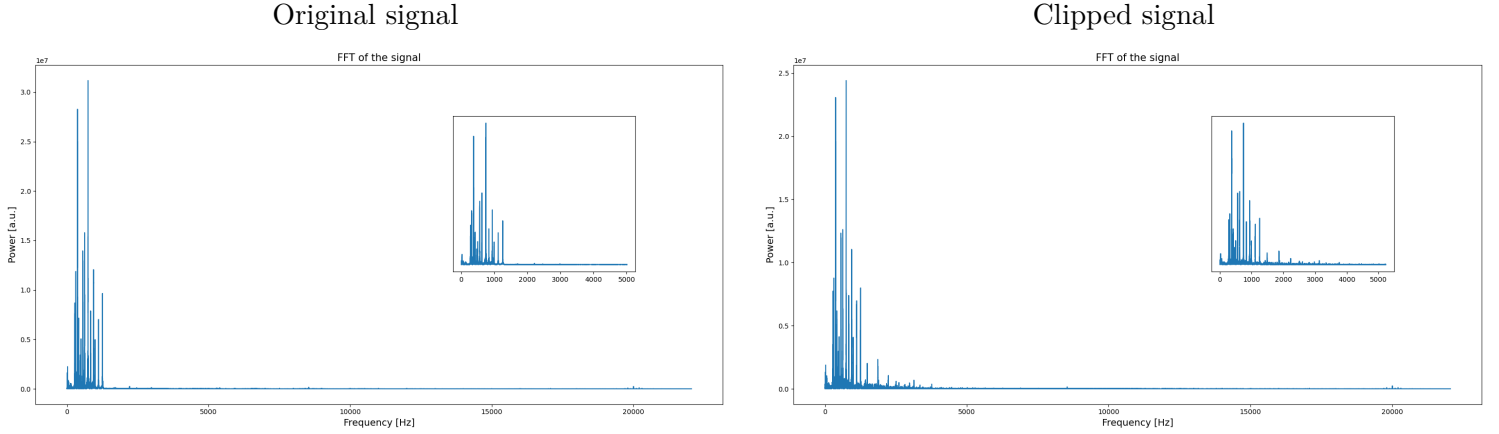 Original signal
FFT of the signal
1e7
3.0
2.5
2.0
1.5
1.0
0.5
0.0
Power [a.u.]
0 1000 2000 3000 4000 5000
0 5000 10000 15000 20000
Frequency [Hz]
Clipped signal
FFT of the signal
1e7
2.5
2.0
1.5
1.0
0.5
0.0
Power [a.u.]
0 1000 2000 3000 4000 5000
0 5000 10000 15000 20000
Frequency [Hz]